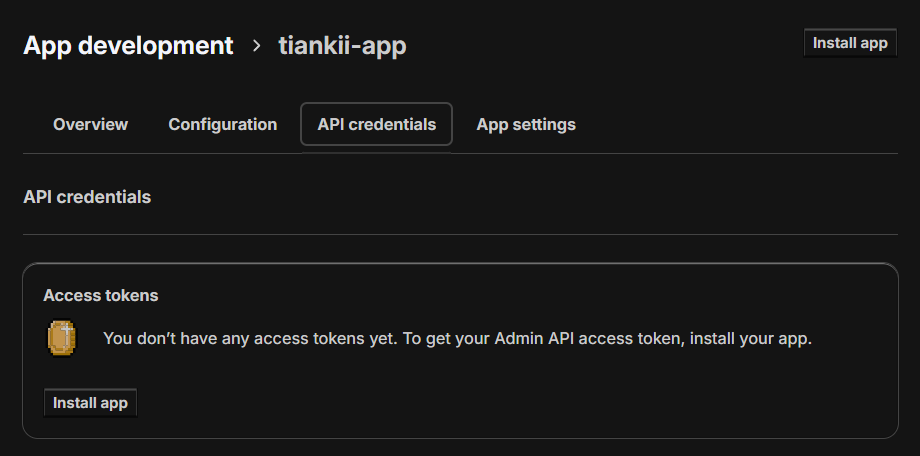 App development > tiankii-app
Install app
Overview Configuration API credentials App settings
API credentials
Access tokens
You don’t have any access tokens yet. To get your Admin API access token, install your app.
Install app